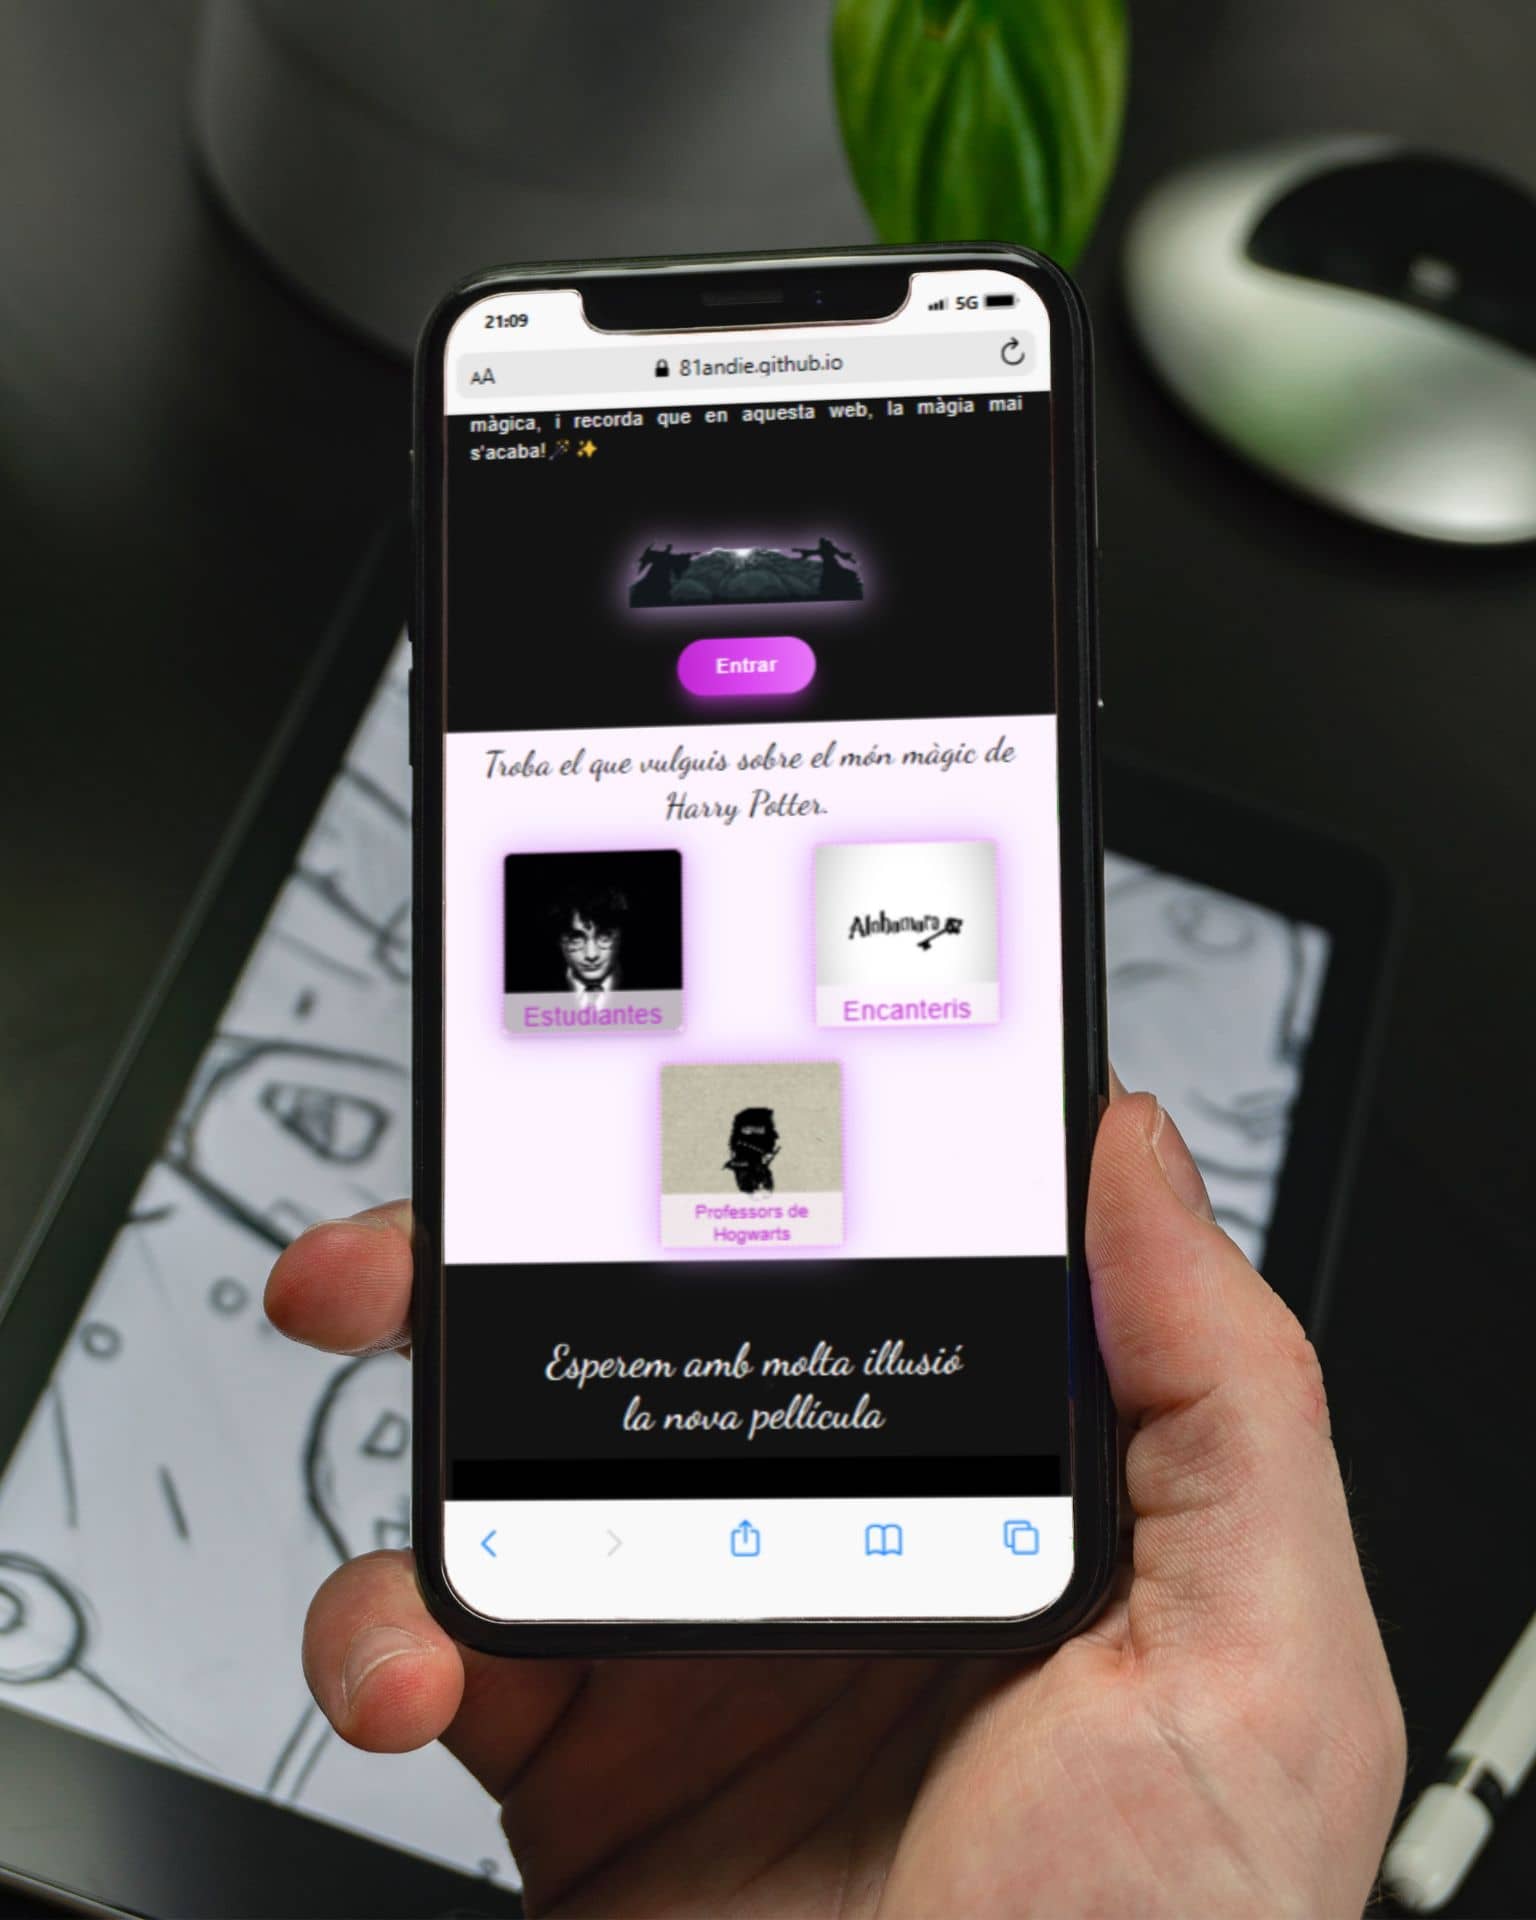 21:09
5G
AA
81andie.github.io
màgica, i recorda que en aquesta web, la màgia mai
s'acaba!🪄✨
Entrar
Troba el que vulguis sobre el món màgic de
Harry Potter.
Estudiantes
Alohomora
Encanteris
Professors de
Hogwarts
Esperem amb molta illusió
la nova pellícula